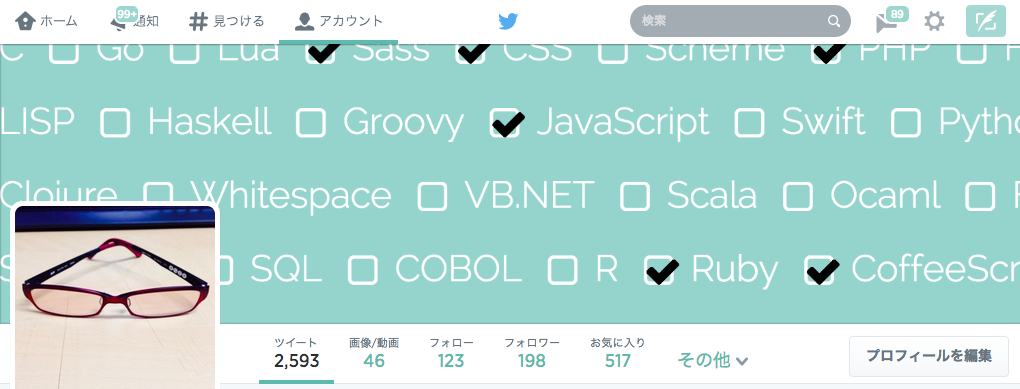 ホーム 99+ 通知 見つける アカウント 検索 89
C Go Lua Sass CSS Scheme PHP
LISP Haskell Groovy JavaScript Swift Pytho
Clojure Whitespace VB.NET Scala Ocaml F
S SQL COBOL R Ruby CoffeeScr
ツイート 画像/動画 フォロー フォロワー お気に入り
2,593 46 123 198 517 その他 プロフィールを編集